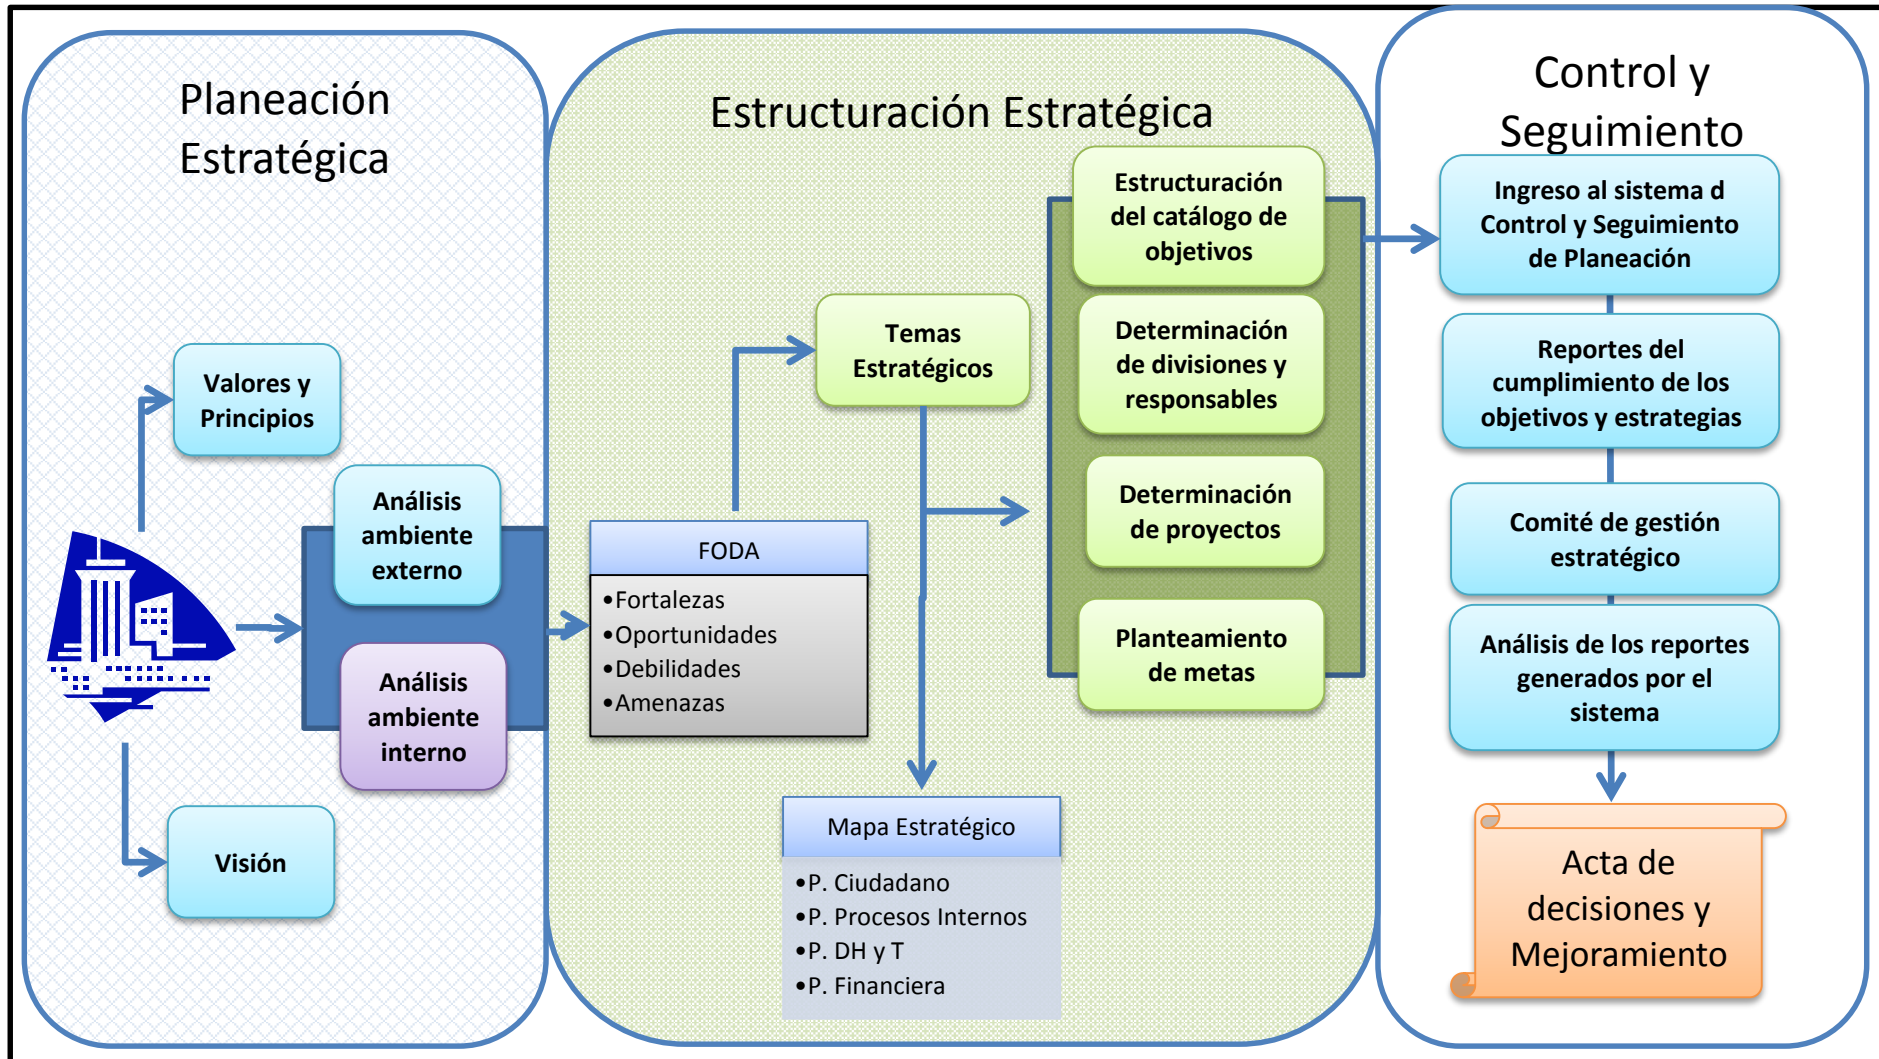 Planeación
Estratégica
Valores y
Principios
Análisis
ambiente
externo
Análisis
ambiente
interno
Visión
Estructuración Estratégica
FODA
•Fortalezas
•Oportunidades
•Debilidades
•Amenazas
Temas
Estratégicos
Mapa Estratégico
•P. Ciudadano
•P. Procesos Internos
•P. DH y T
•P. Financiera
Estructuración
del catálogo de
objetivos
Determinación
de divisiones y
responsables
Determinación
de proyectos
Planteamiento
de metas
Control y
Seguimiento
Ingreso al sistema d
Control y Seguimiento
de Planeación
Reportes del
cumplimiento de los
objetivos y estrategias
Comité de gestión
estratégico
Análisis de los reportes
generados por el
sistema
Acta de
decisiones y
Mejoramiento